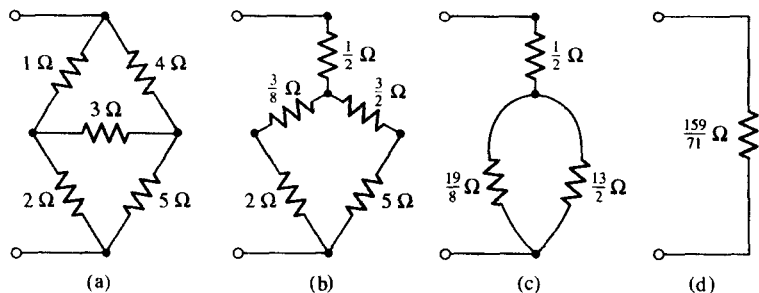 1 Ω
4 Ω
3 Ω
2 Ω
5 Ω
(a)
1/2 Ω
3/8 Ω
3/2 Ω
2 Ω
5 Ω
(b)
1/2 Ω
19/8 Ω
13/2 Ω
(c)
159/71 Ω
(d)